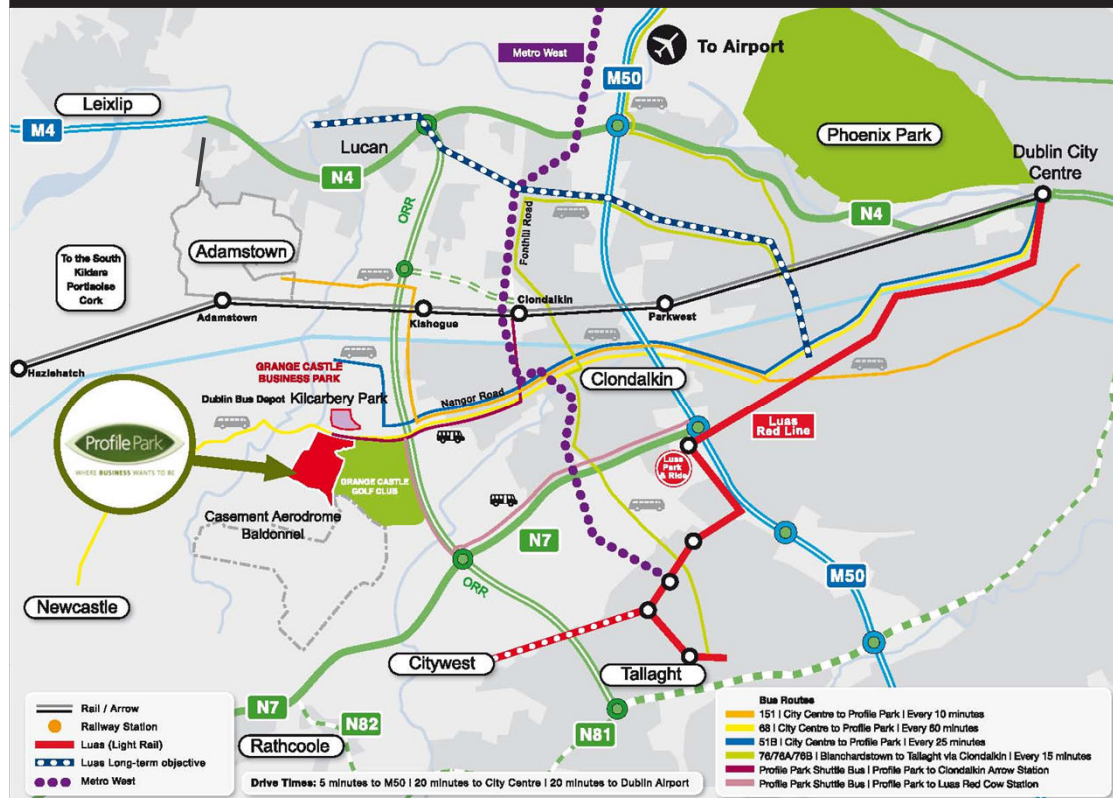 Metro West
To Airport
M50
Leixlip
M4
Lucan
N4
Phoenix Park
Dublin City
Centre
N4
ORR
Fonthill Road
Adamstown
To the South
Kildare
Portlaoise
Cork
Adamstown
Kishogue
Clondalkin
Parkwest
Hazlehatch
GRANGE CASTLE
BUSINESS PARK
Clondalkin
Nangor Road
Dublin Bus Depot
Kilcarbery Park
Luas
Red Line
Profile Park
WHERE BUSINESS WANTS TO BE
Luas
Park
& Ride
GRANGE CASTLE
GOLF CLUB
Casement Aerodrome
Baldonnel
N7
ORR
M50
Newcastle
Citywest
Tallaght
N7
N82
N81
Rathcoole
Rail / Arrow
Railway Station
Luas (Light Rail)
Luas Long-term objective
Metro West
Drive Times: 5 minutes to M50 | 20 minutes to City Centre | 20 minutes to Dublin Airport
Bus Routes
151 | City Centre to Profile Park | Every 10 minutes
68 | City Centre to Profile Park | Every 60 minutes
51B | City Centre to Profile Park | Every 25 minutes
76/76A/76B | Blanchardstown to Tallaght via Clondalkin | Every 15 minutes
Profile Park Shuttle Bus | Profile Park to Clondalkin Arrow Station
Profile Park Shuttle Bus | Profile Park to Luas Red Cow Station